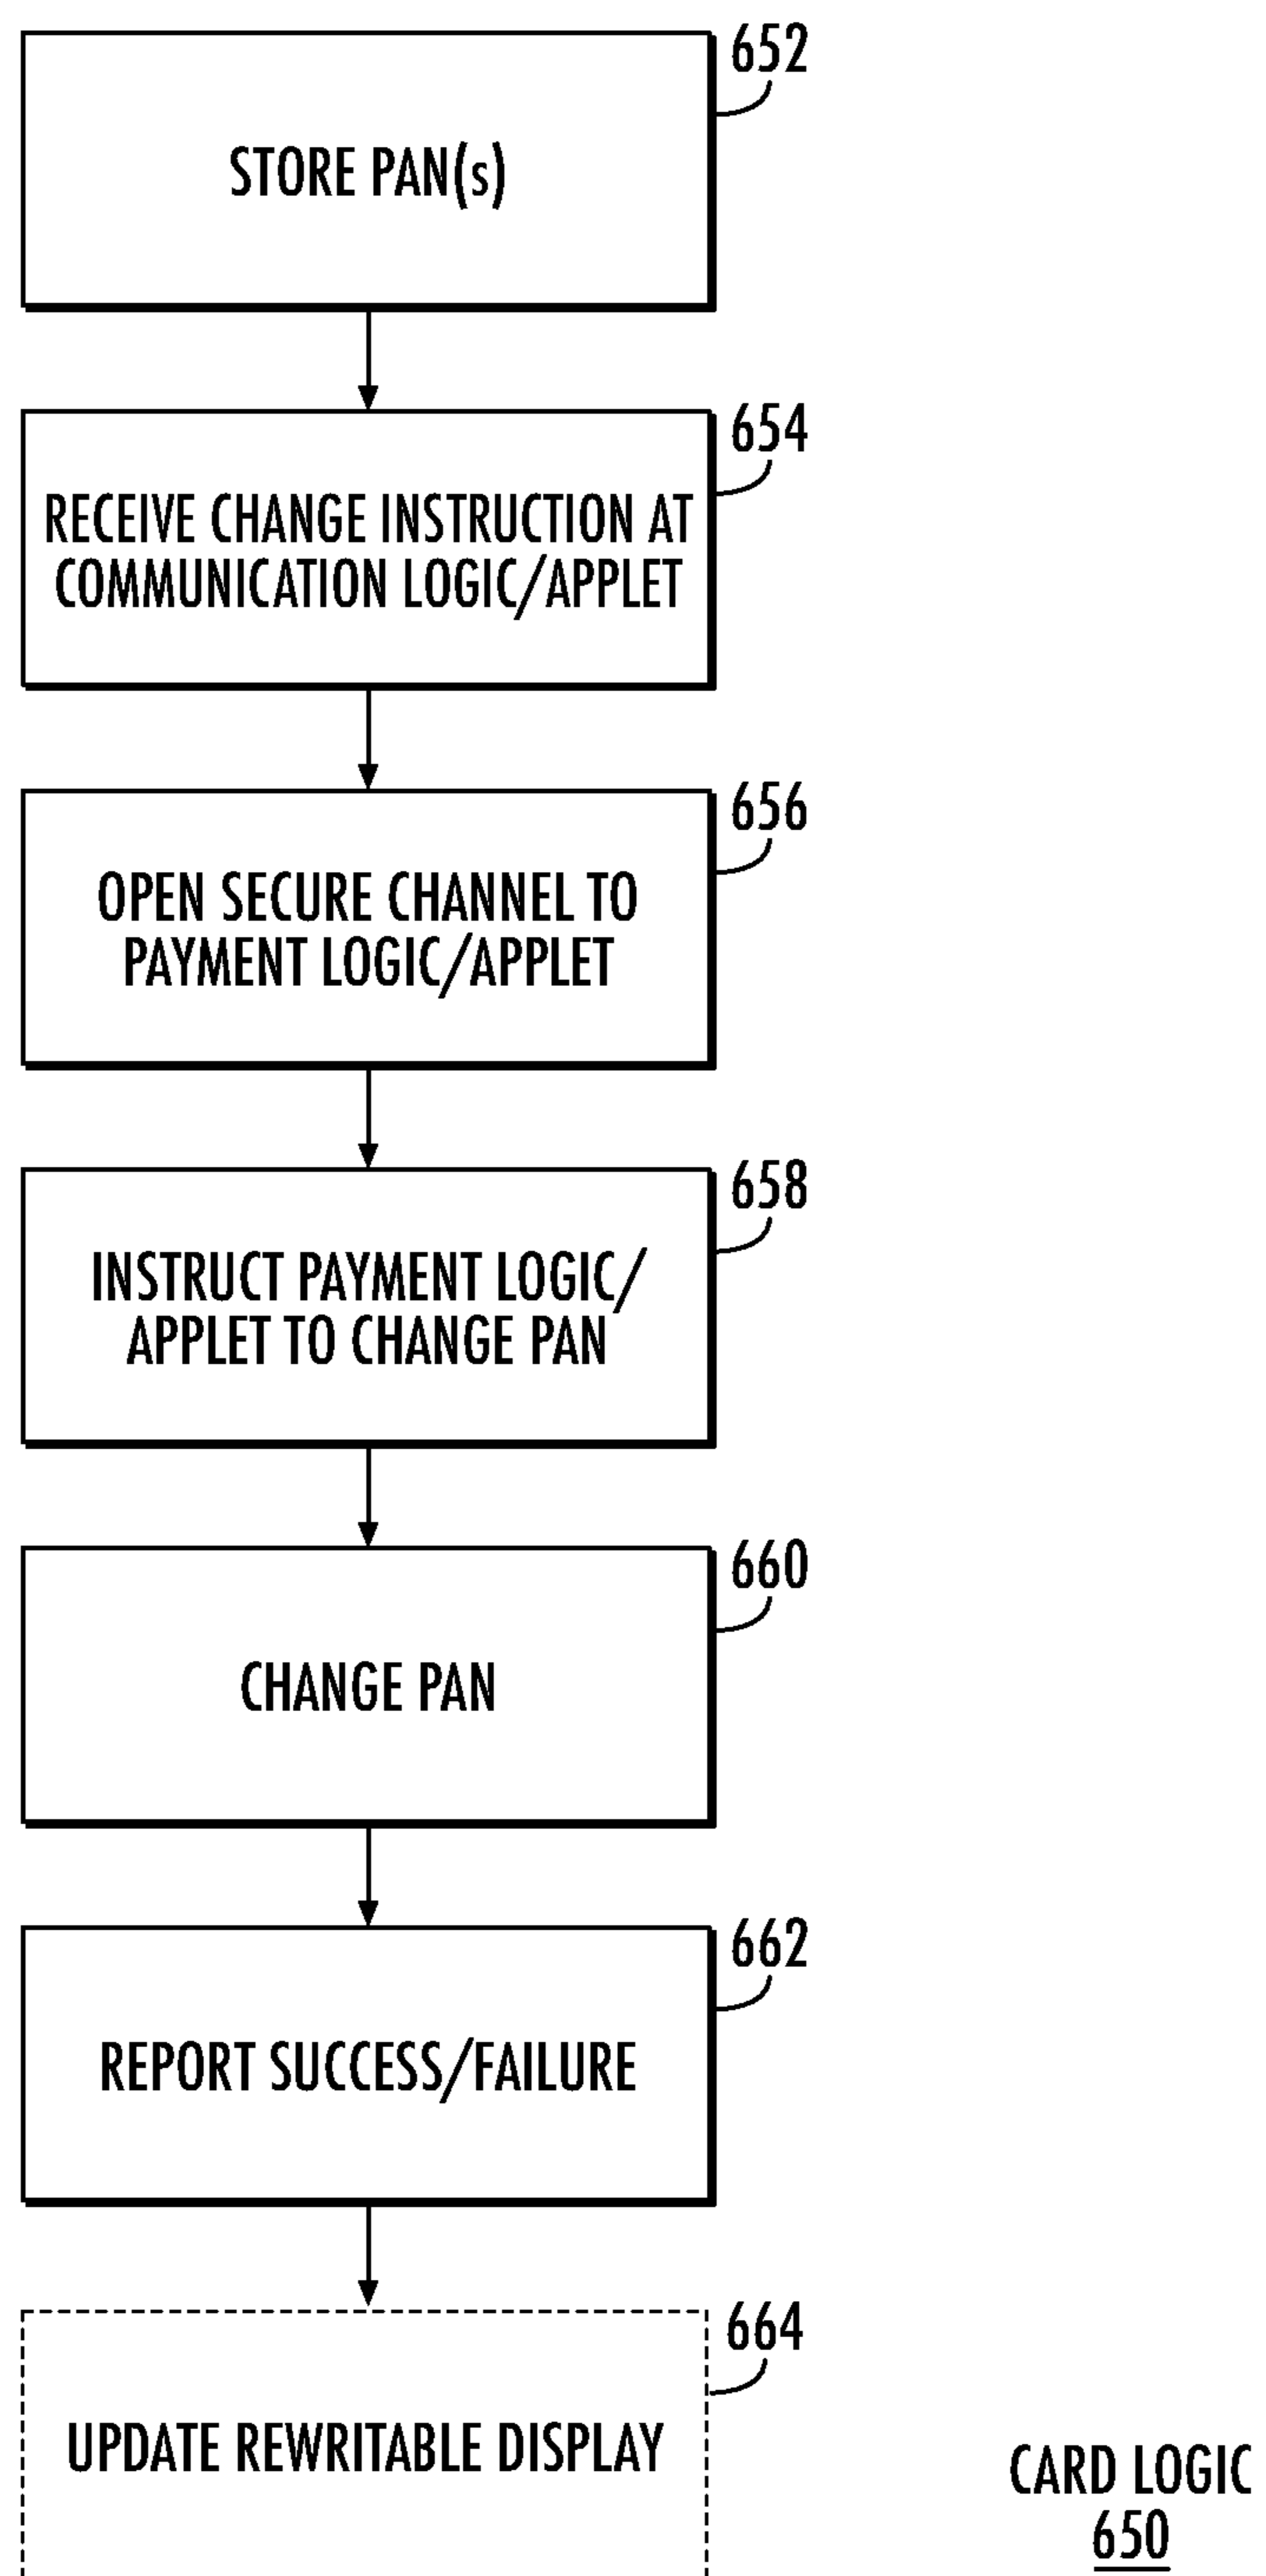 652
STORE PAN(s)
654
RECEIVE CHANGE INSTRUCTION AT
COMMUNICATION LOGIC/APPLET
656
OPEN SECURE CHANNEL TO
PAYMENT LOGIC/APPLET
658
INSTRUCT PAYMENT LOGIC/
APPLET TO CHANGE PAN
660
CHANGE PAN
662
REPORT SUCCESS/FAILURE
664
UPDATE REWRITABLE DISPLAY
CARD LOGIC
650